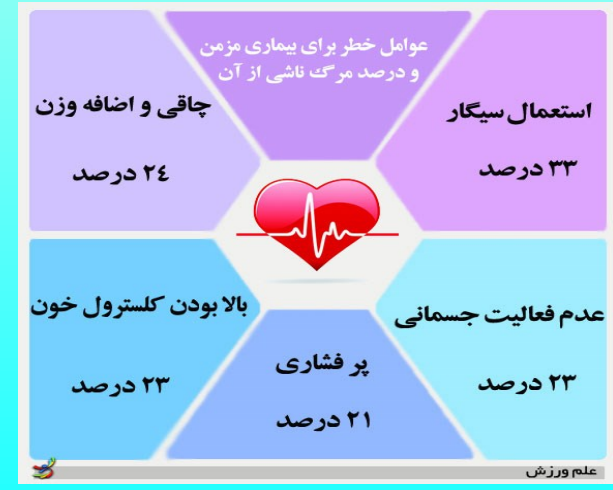 عوامل خطر برای بیماری مزمن
و درصد مرگ ناشی از آن
استعمال سیگار
۳۳ درصد
چاقی و اضافه وزن
۲٤ درصد
عدم فعالیت جسمانی
۲۳ درصد
پر فشاری
۲۱ درصد
بالا بودن کلسترول خون
۲۳ درصد
علم ورزش